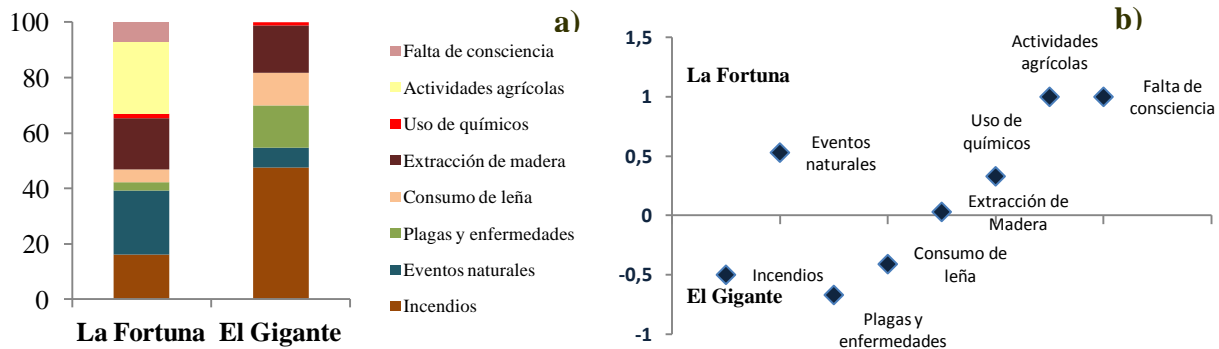 a)
100
80
60
40
20
0
La Fortuna
El Gigante
Falta de consciencia
Actividades agrícolas
Uso de químicos
Extracción de madera
Consumo de leña
Plagas y enfermedades
Eventos naturales
Incendios
b)
1,5
1
0,5
0
-0,5
-1
La Fortuna
El Gigante
Actividades
agrícolas
Falta de
consciencia
Uso de
químicos
Eventos
naturales
Extracción de
Madera
Consumo de
leña
Incendios
Plagas y
enfermedades